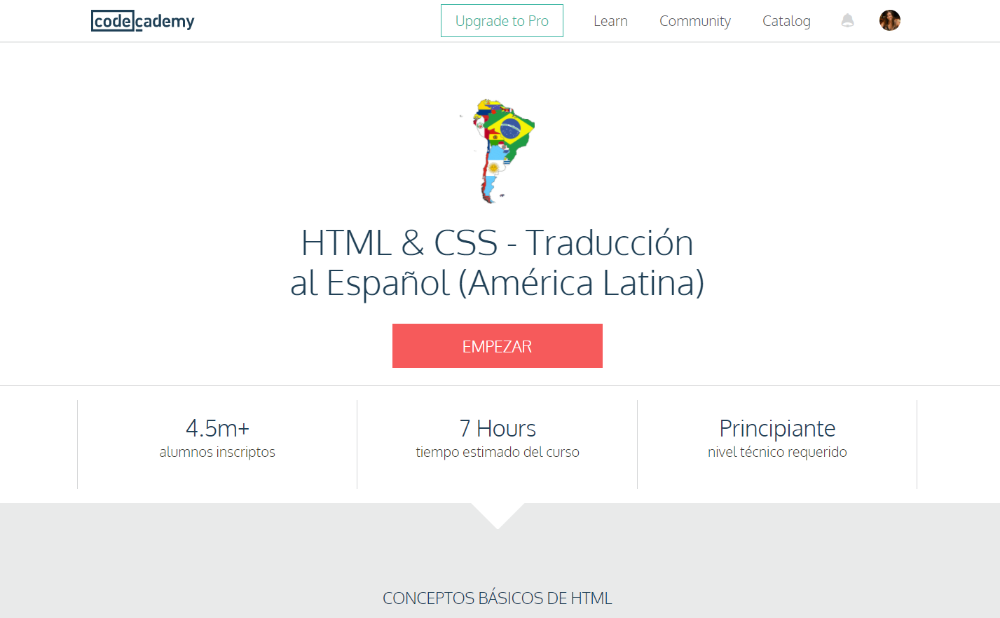 codecademy
Upgrade to Pro
Learn
Community
Catalog
HTML & CSS - Traducción
al Español (América Latina)
EMPEZAR
4.5m+
alumnos inscriptos
7 Hours
tiempo estimado del curso
Principiante
nivel técnico requerido
CONCEPTOS BÁSICOS DE HTML